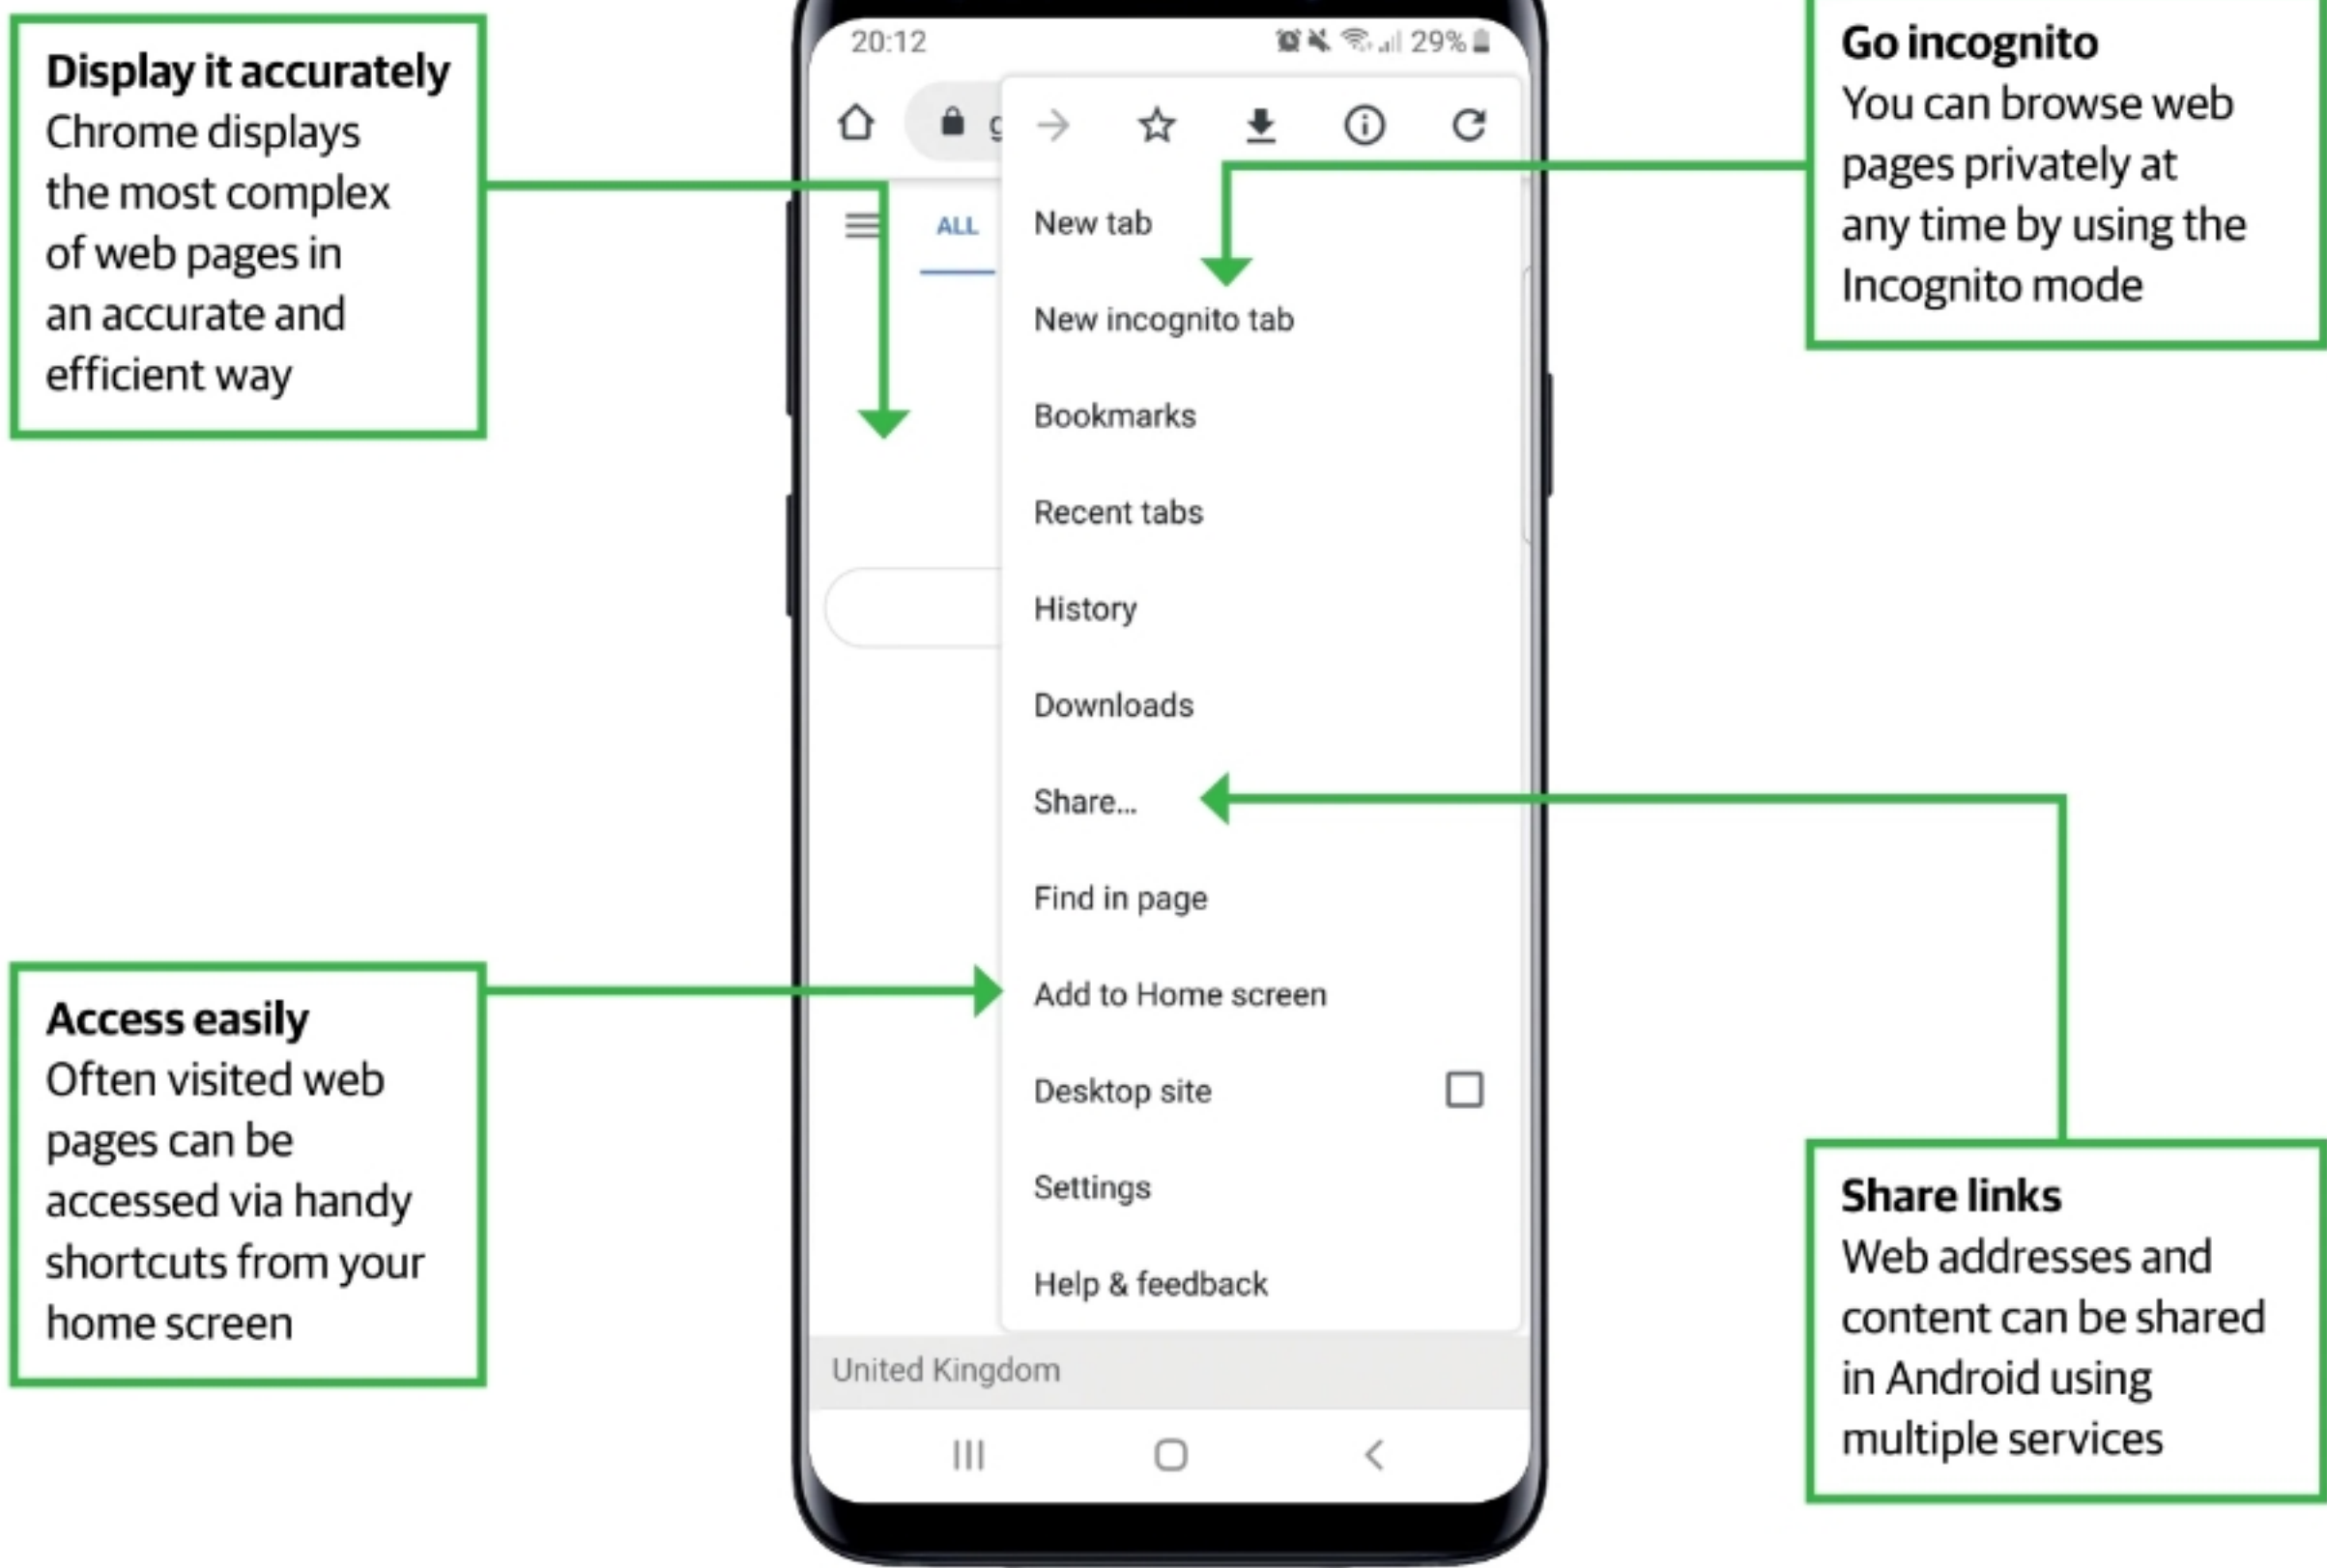 Display it accurately
Chrome displays
the most complex
of web pages in
an accurate and
efficient way
Access easily
Often visited web
pages can be
accessed via handy
shortcuts from your
home screen
20:12
29%
g
ALL
New tab
New incognito tab
Bookmarks
Recent tabs
History
Downloads
Share...
Find in page
Add to Home screen
Desktop site
Settings
Help & feedback
United Kingdom
Go incognito
You can browse web
pages privately at
any time by using the
Incognito mode
Share links
Web addresses and
content can be shared
in Android using
multiple services